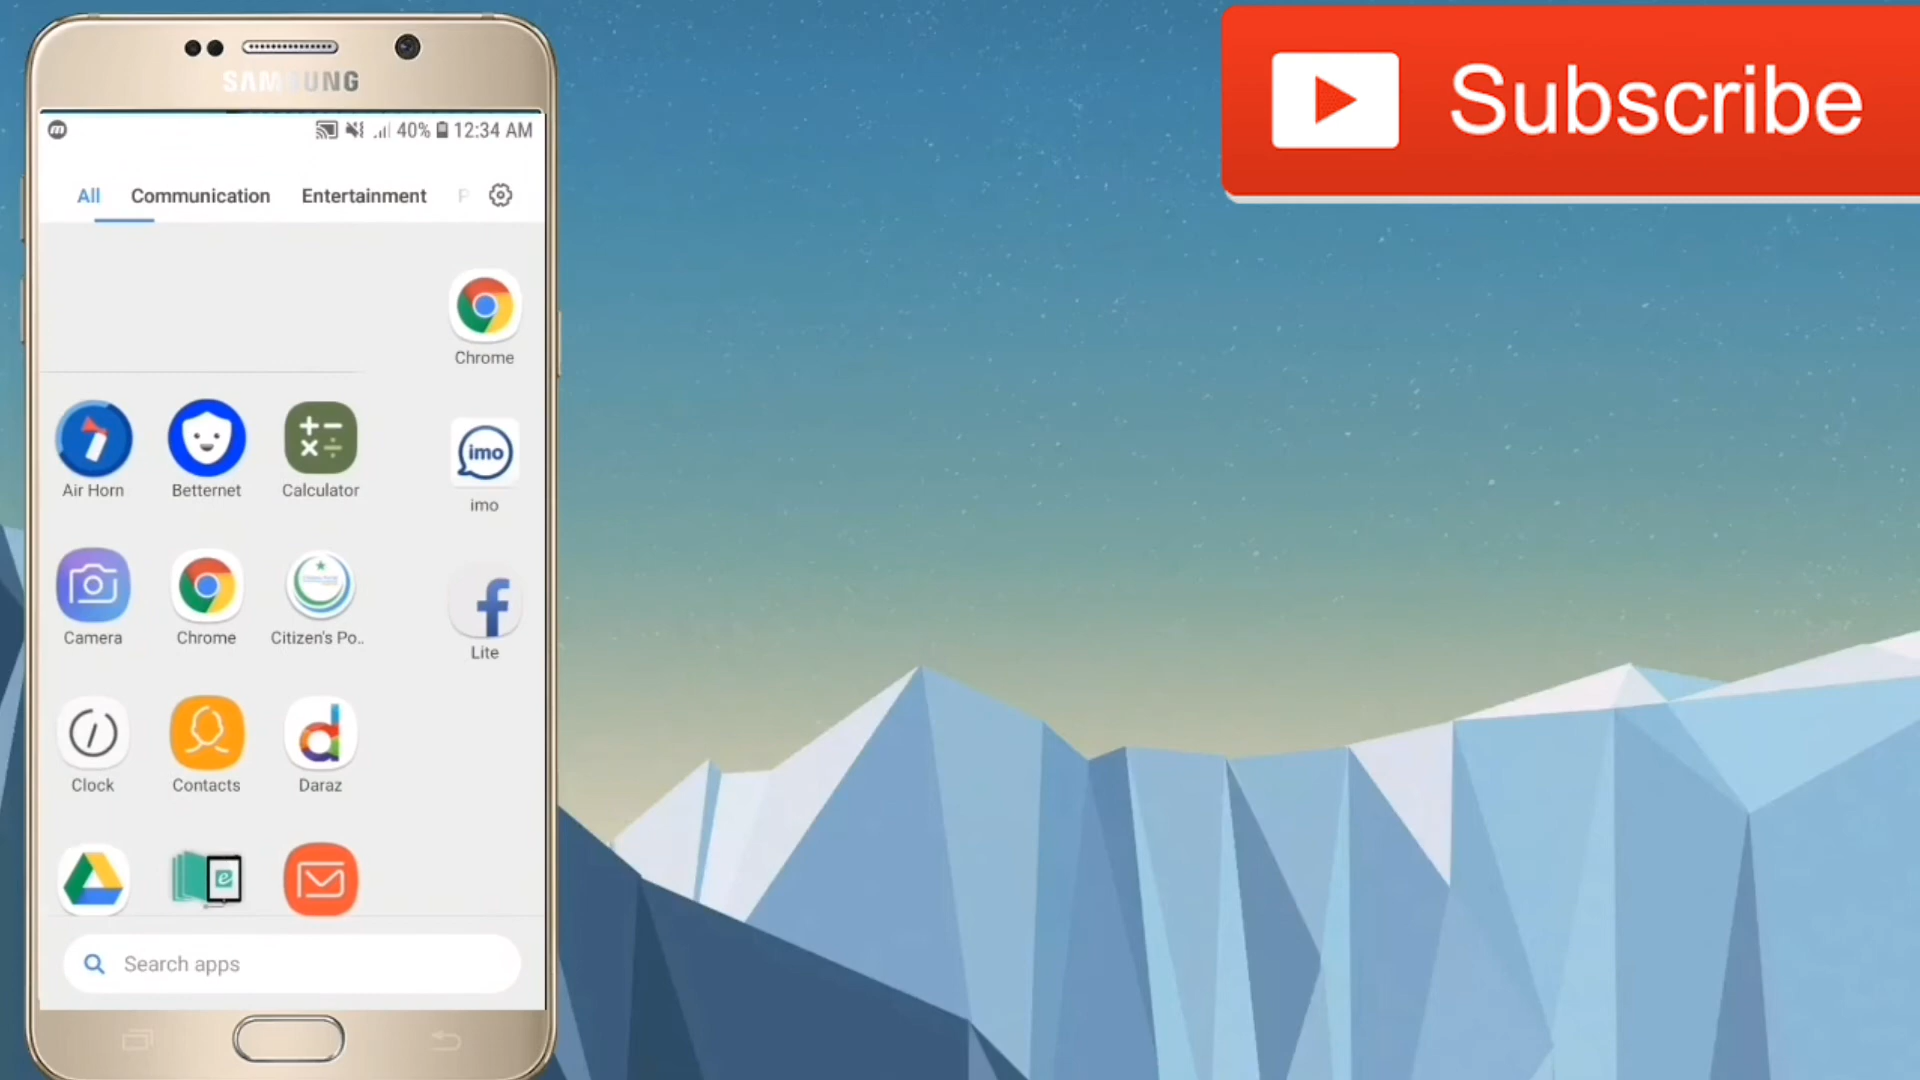 SAMSUNG
40% 12:34 AM
All Communication Entertainment P
Chrome
Air Horn Betternet Calculator
imo
imo
Camera Chrome Citizen's Po..
Lite
Clock Contacts Daraz
Search apps
Subscribe